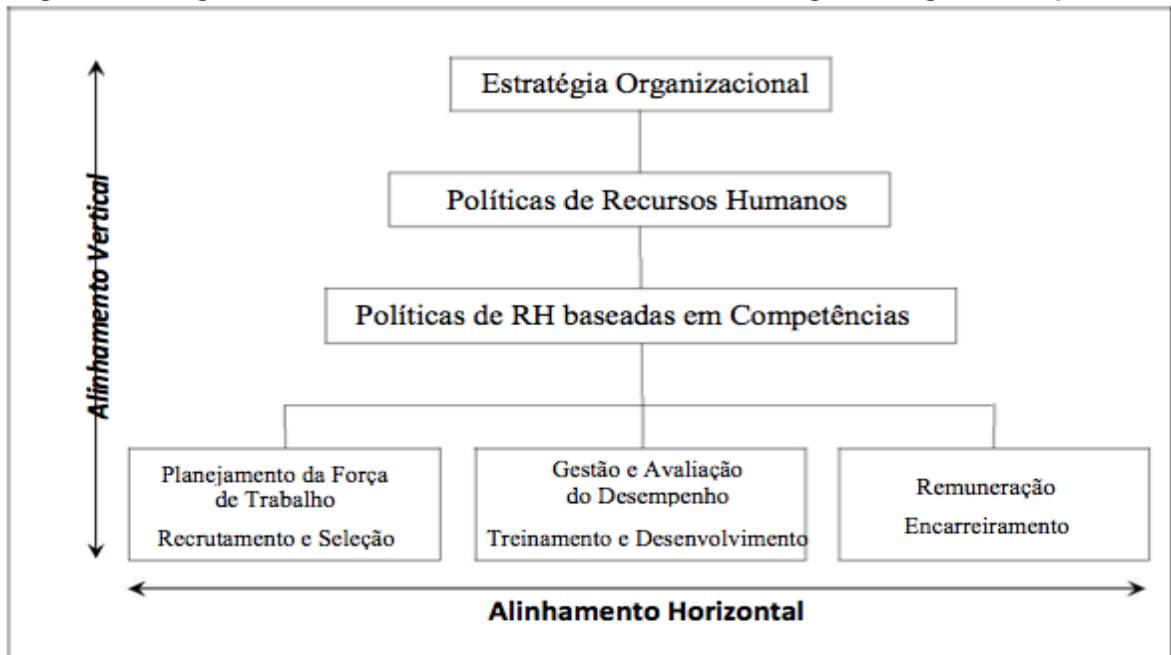 Estratégia Organizacional
Políticas de Recursos Humanos
Políticas de RH baseadas em Competências
Planejamento da Força
de Trabalho
Recrutamento e Seleção
Gestão e Avaliação
do Desempenho
Treinamento e Desenvolvimento
Remuneração
Encarreiramento
Alinhamento Vertical
Alinhamento Horizontal